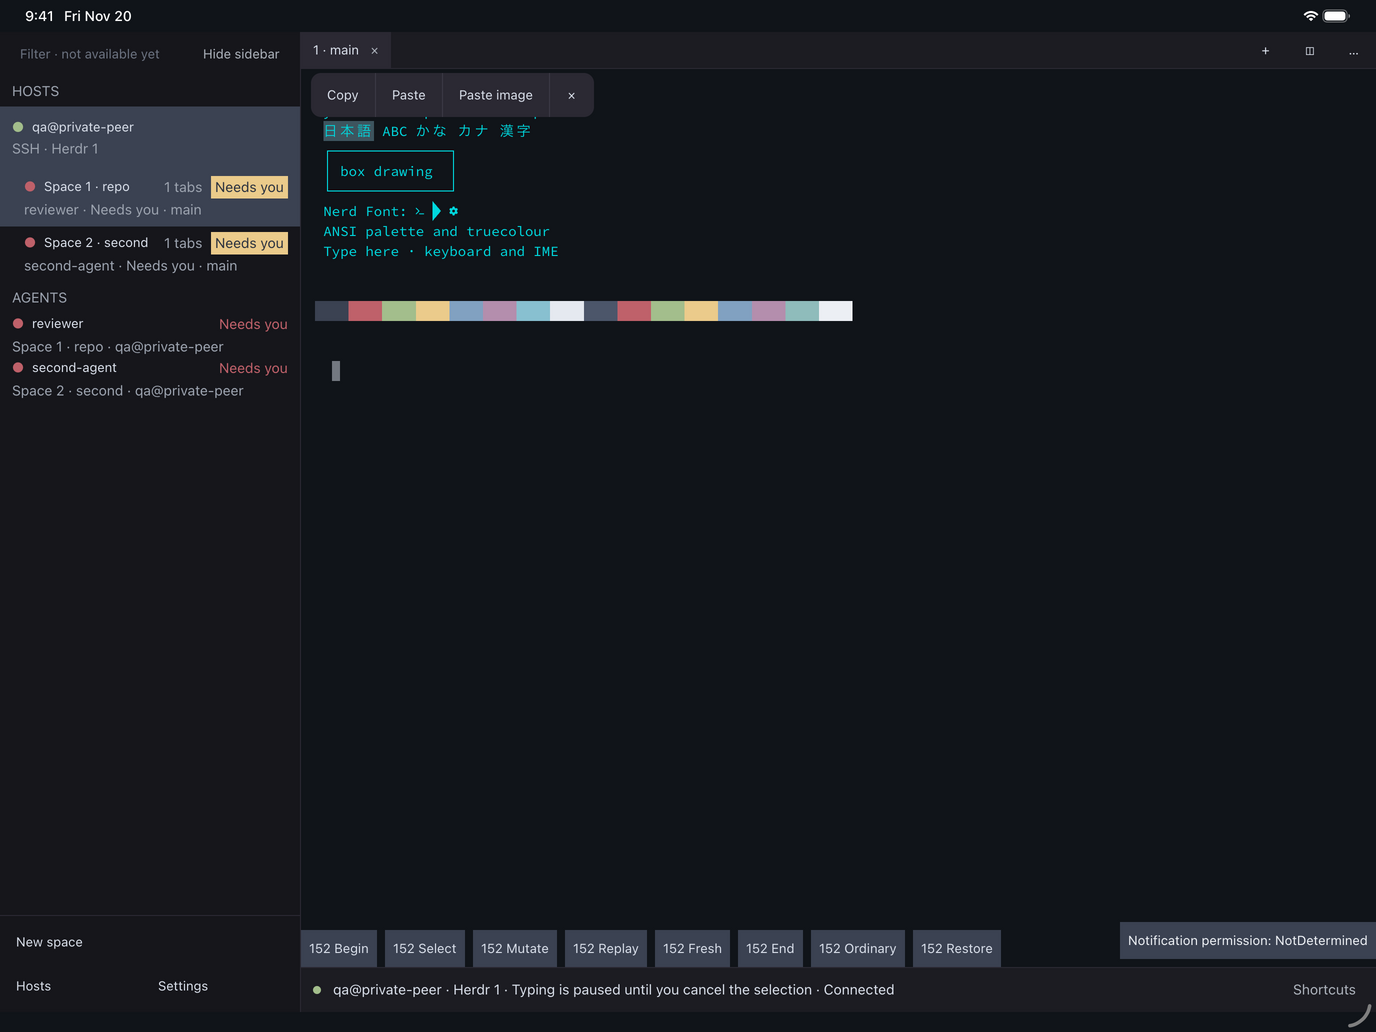 9:41 Fri Nov 20
Filter · not available yet
Hide sidebar
HOSTS
qa@private-peer
SSH · Herdr 1
Space 1 · repo 1 tabs Needs you
reviewer · Needs you · main
Space 2 · second 1 tabs Needs you
second-agent · Needs you · main
AGENTS
reviewer Needs you
Space 1 · repo · qa@private-peer
second-agent Needs you
Space 2 · second · qa@private-peer
New space
Hosts Settings
1 · main × + ...
Copy Paste Paste image ×
日本語 ABC かな カナ 漢字
box drawing
Nerd Font:
ANSI palette and truecolour
Type here · keyboard and IME
152 Begin 152 Select 152 Mutate 152 Replay 152 Fresh 152 End 152 Ordinary 152 Restore
Notification permission: NotDetermined
qa@private-peer · Herdr 1 · Typing is paused until you cancel the selection · Connected
Shortcuts